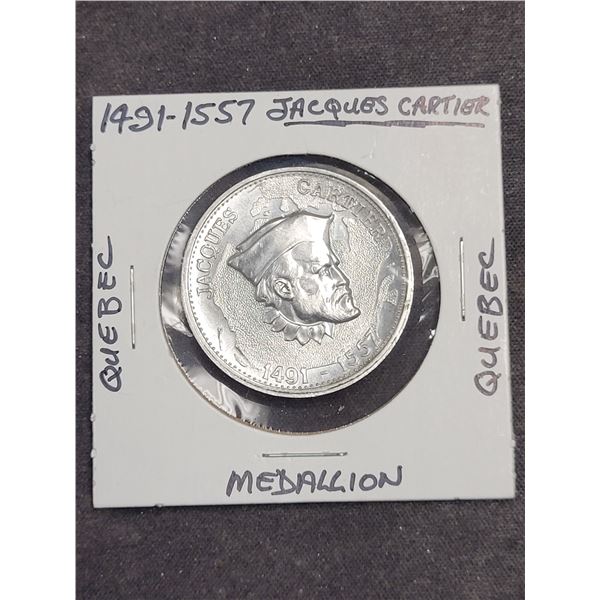 1491-1557 JACQUES CARTIER
QUEBEC
JACQUES CARTIER
1491 - 1557
QUEBEC
MEDALLION